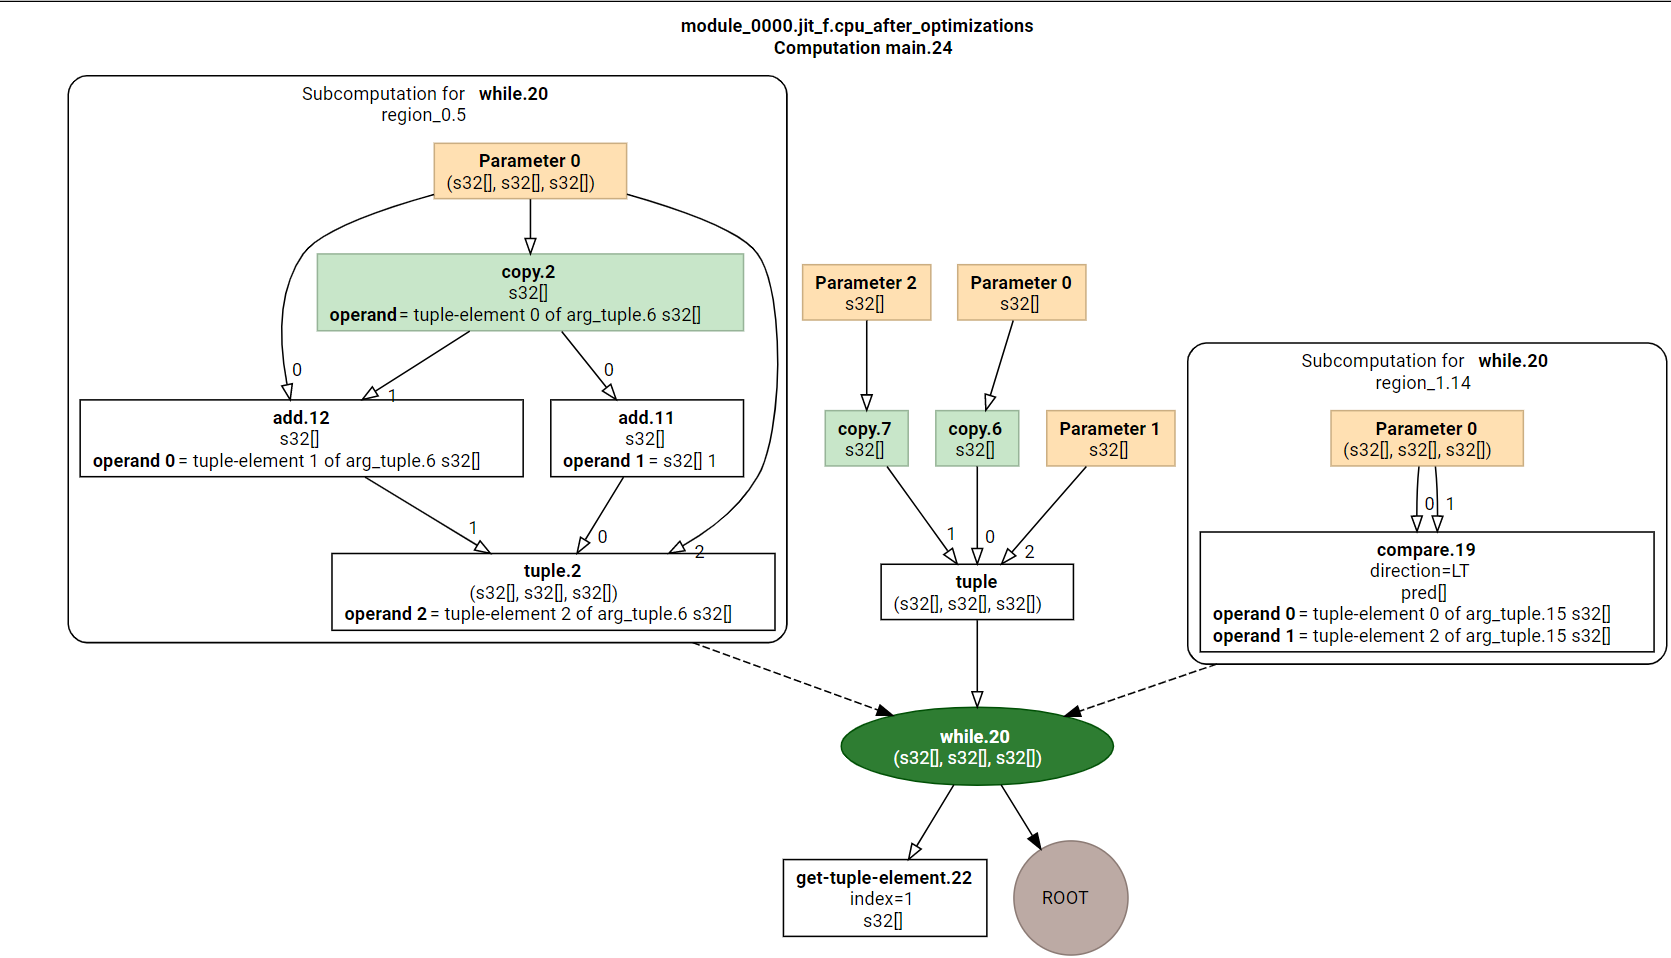 module_0000.jit_f.cpu_after_optimizations
Computation main.24
Subcomputation for while.20
region_0.5
Parameter 0
(s32[], s32[], s32[])
copy.2
s32[]
operand = tuple-element 0 of arg_tuple.6 s32[]
0
1
0
add.12
s32[]
operand 0 = tuple-element 1 of arg_tuple.6 s32[]
add.11
s32[]
operand 1 = s32[] 1
1
0
2
tuple.2
(s32[], s32[], s32[])
operand 2 = tuple-element 2 of arg_tuple.6 s32[]
Parameter 2
s32[]
Parameter 0
s32[]
copy.7
s32[]
copy.6
s32[]
Parameter 1
s32[]
1
0
2
tuple
(s32[], s32[], s32[])
Subcomputation for while.20
region_1.14
Parameter 0
(s32[], s32[], s32[])
0
1
compare.19
direction=LT
pred[]
operand 0 = tuple-element 0 of arg_tuple.15 s32[]
operand 1 = tuple-element 2 of arg_tuple.15 s32[]
while.20
(s32[], s32[], s32[])
get-tuple-element.22
index=1
s32[]
ROOT